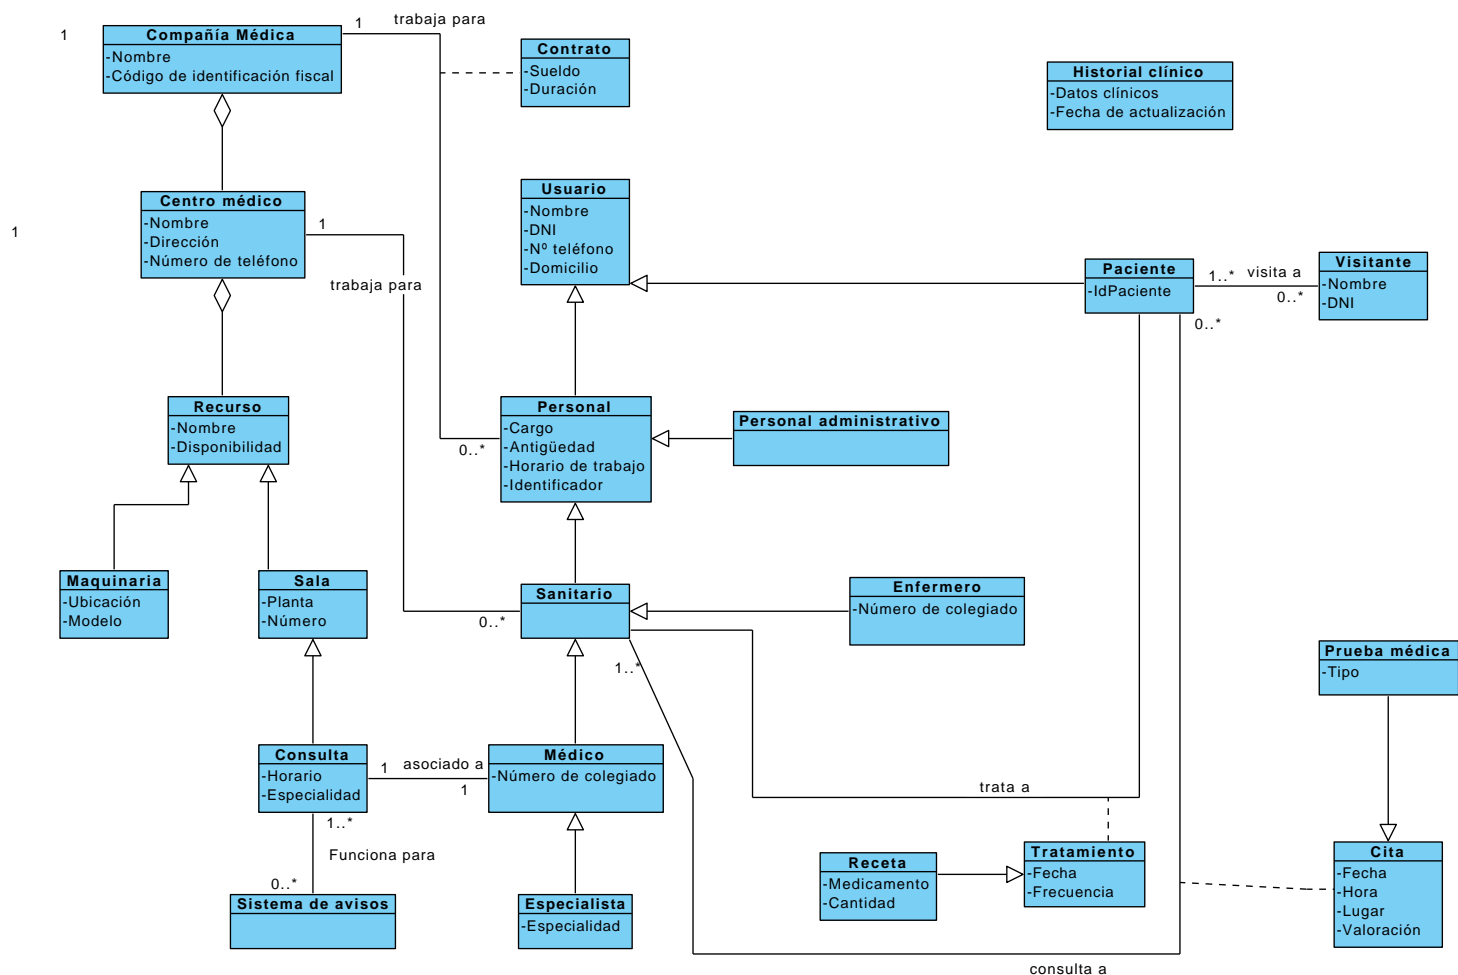 1
Compañía Médica
-Nombre
-Código de identificación fiscal
1
trabaja para
Contrato
-Sueldo
-Duración
Historial clínico
-Datos clínicos
-Fecha de actualización
1
Centro médico
-Nombre
-Dirección
-Número de teléfono
1
trabaja para
Usuario
-Nombre
-DNI
-Nº teléfono
-Domicilio
Paciente
-IdPaciente
1..*
visita a
0..*
0..*
Visitante
-Nombre
-DNI
Recurso
-Nombre
-Disponibilidad
0..*
Personal
-Cargo
-Antigüedad
-Horario de trabajo
-Identificador
Personal administrativo
Maquinaria
-Ubicación
-Modelo
Sala
-Planta
-Número
0..*
Sanitario
1..*
Enfermero
-Número de colegiado
Prueba médica
-Tipo
Consulta
-Horario
-Especialidad
1
asociado a
1
Médico
-Número de colegiado
trata a
1..*
Funciona para
0..*
Sistema de avisos
Especialista
-Especialidad
Receta
-Medicamento
-Cantidad
Tratamiento
-Fecha
-Frecuencia
Cita
-Fecha
-Hora
-Lugar
-Valoración
consulta a